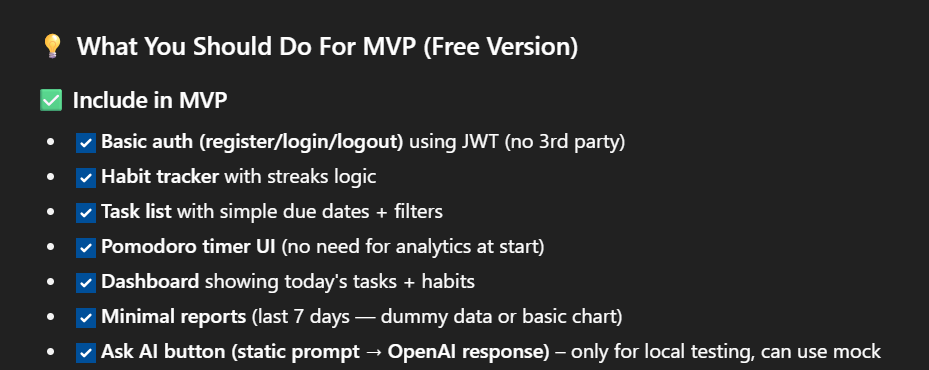 💡 What You Should Do For MVP (Free Version)
✅ Include in MVP
• ☑ Basic auth (register/login/logout) using JWT (no 3rd party)
• ☑ Habit tracker with streaks logic
• ☑ Task list with simple due dates + filters
• ☑ Pomodoro timer UI (no need for analytics at start)
• ☑ Dashboard showing today's tasks + habits
• ☑ Minimal reports (last 7 days — dummy data or basic chart)
• ☑ Ask AI button (static prompt → OpenAI response) – only for local testing, can use mock